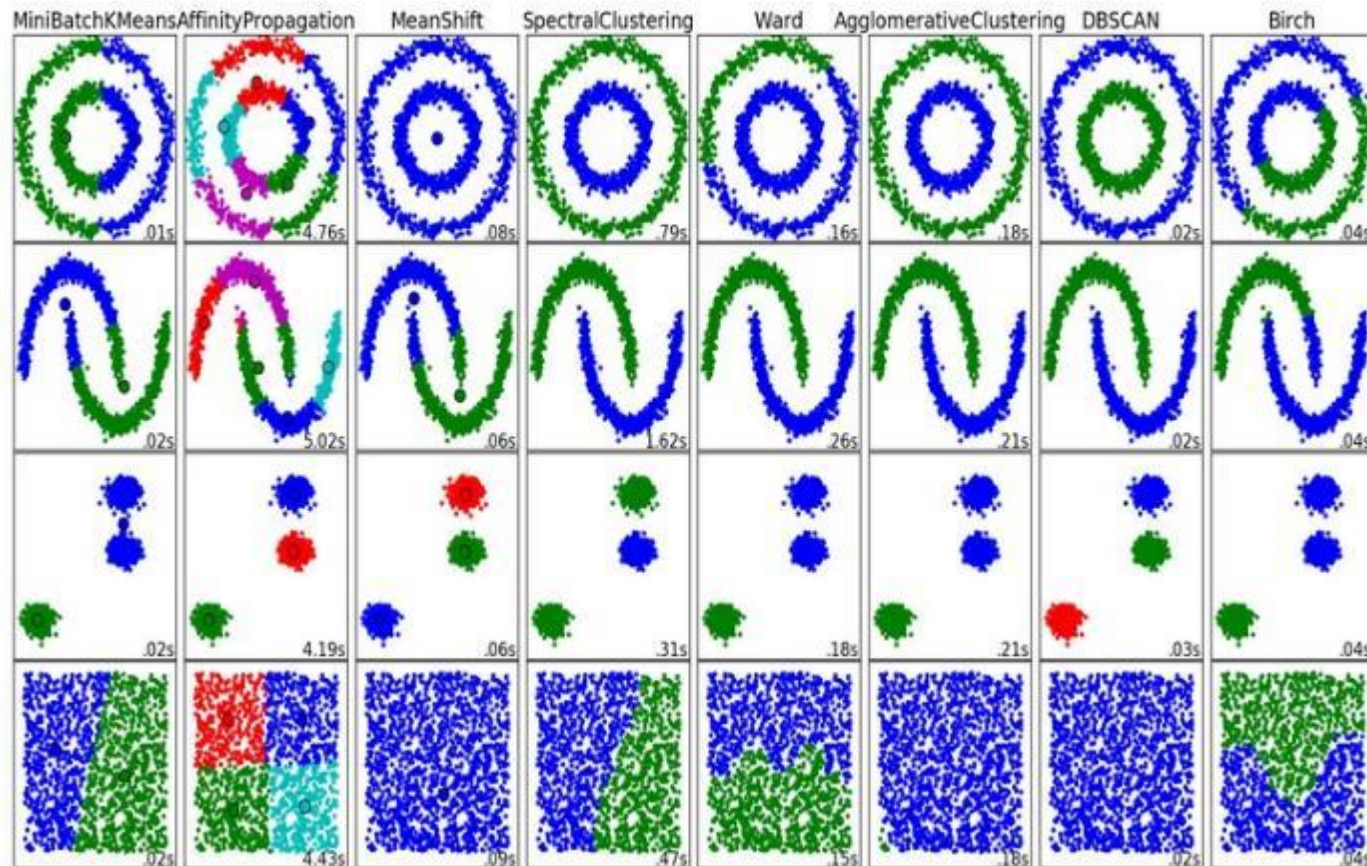 MiniBatchKMeans AffinityPropagation MeanShift SpectralClustering Ward AgglomerativeClustering DBSCAN Birch
.01s 4.76s .08s .79s .16s .18s .02s .04s
.02s 5.02s .06s 1.62s .26s .21s .02s .04s
.02s 4.19s .06s .31s .18s .21s .03s .04s
.02s 4.43s .09s .47s .15s .18s .02s